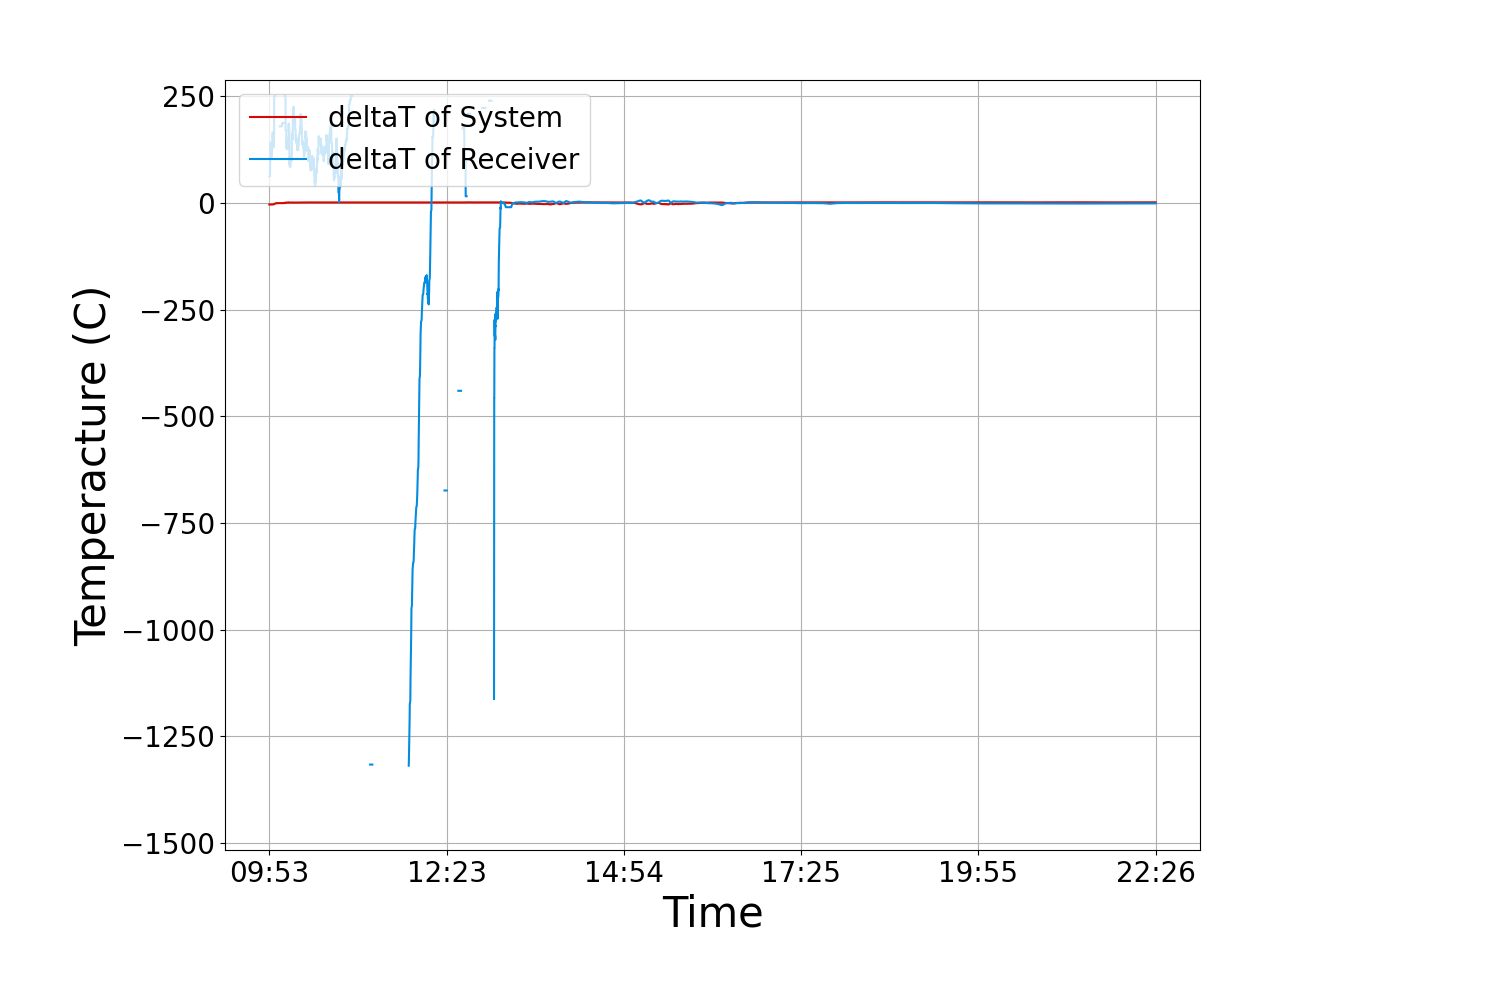 deltaT of System
deltaT of Receiver
250
0
−250
−500
−750
−1000
−1250
−1500
Temperacture (C)
09:53 12:23 14:54 17:25 19:55 22:26
Time